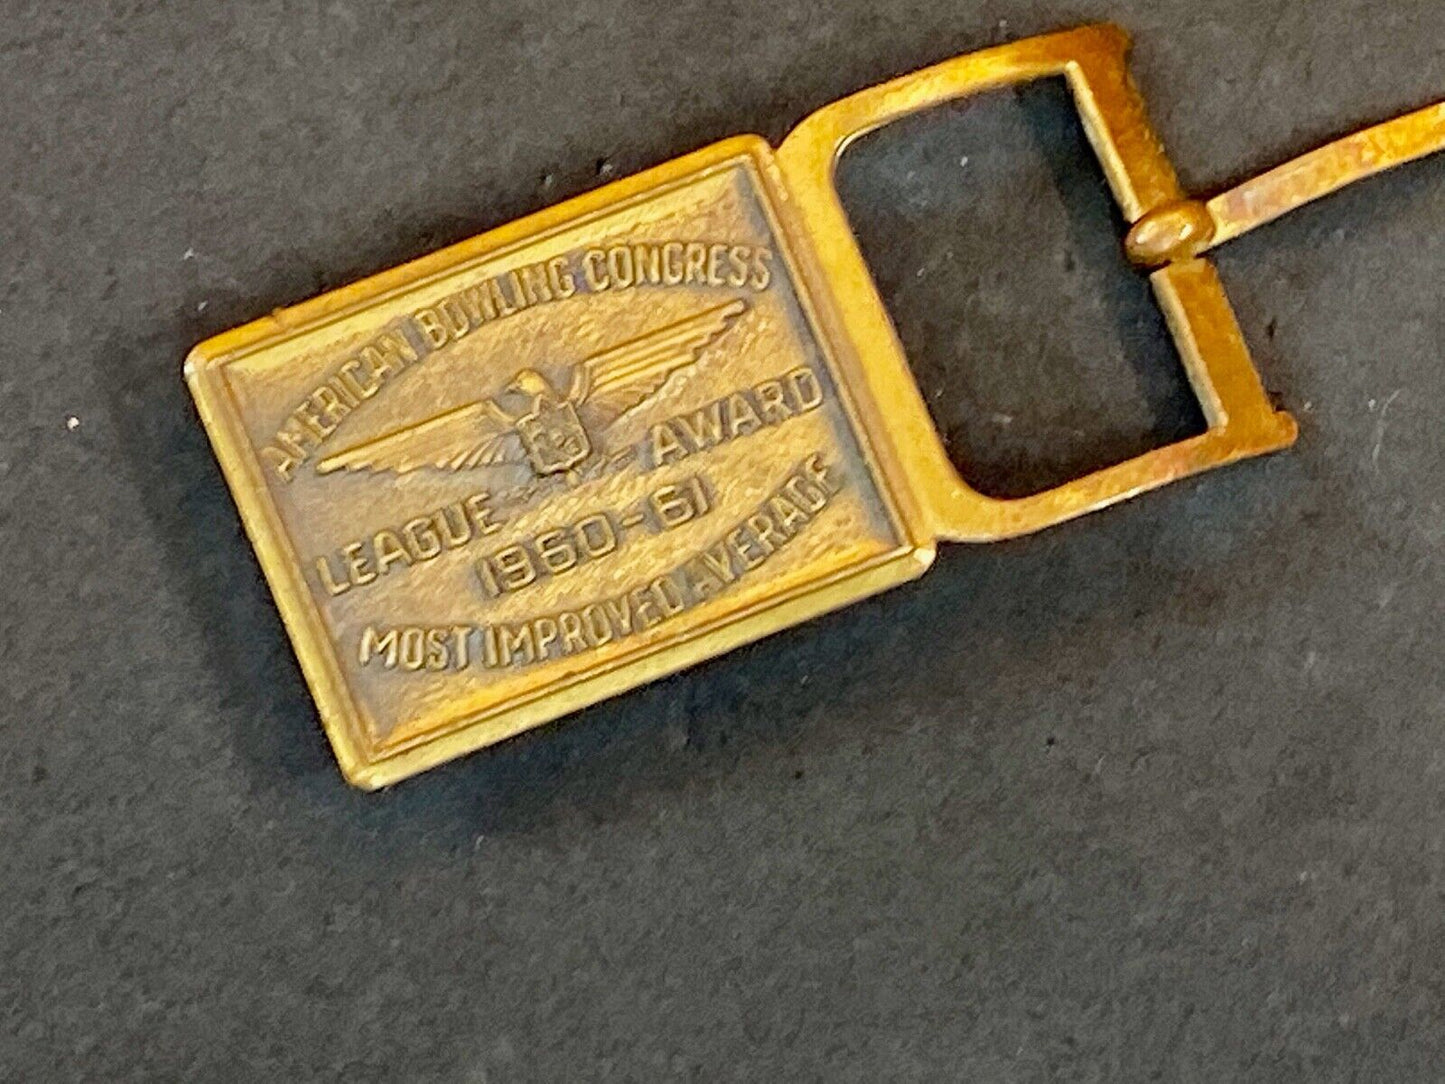 AMERICAN BOWLING CONGRESS
LEAGUE AWARD
1960-61
MOST IMPROVED AVERAGE